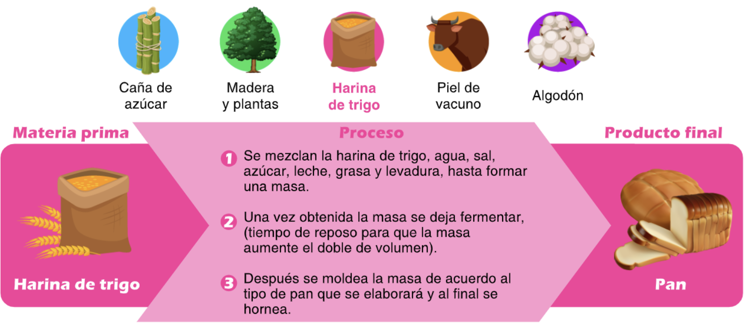 Caña de
azúcar
Madera
y plantas
Harina
de trigo
Piel de
vacuno
Algodón
Materia prima
Proceso
Producto final
1 Se mezclan la harina de trigo, agua, sal,
azúcar, leche, grasa y levadura, hasta formar
una masa.
2 Una vez obtenida la masa se deja fermentar,
(tiempo de reposo para que la masa
aumente el doble de volumen).
3 Después se moldea la masa de acuerdo al
tipo de pan que se elaborará y al final se
hornea.
Harina de trigo
Pan